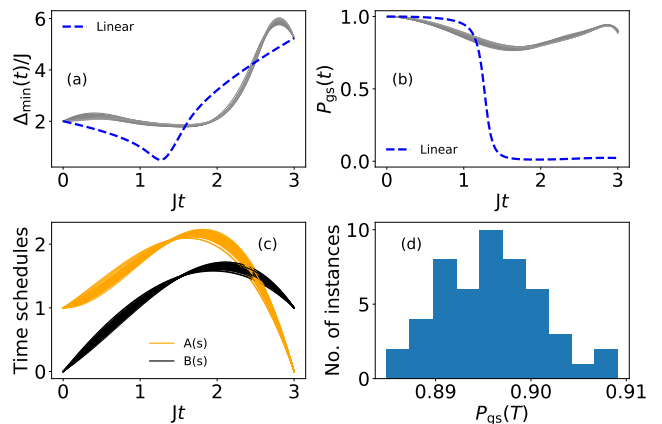 Linear
(a)
Δmin(t)/J
6
4
2
0 1 2 3
Jt
(b)
Pgs(t)
1.0
0.5
0.0
Linear
0 1 2 3
Jt
(c)
Time schedules
2
1
0
A(s)
B(s)
0 1 2 3
Jt
(d)
No. of instances
10
5
0
0.89 0.90 0.91
Pgs(T)